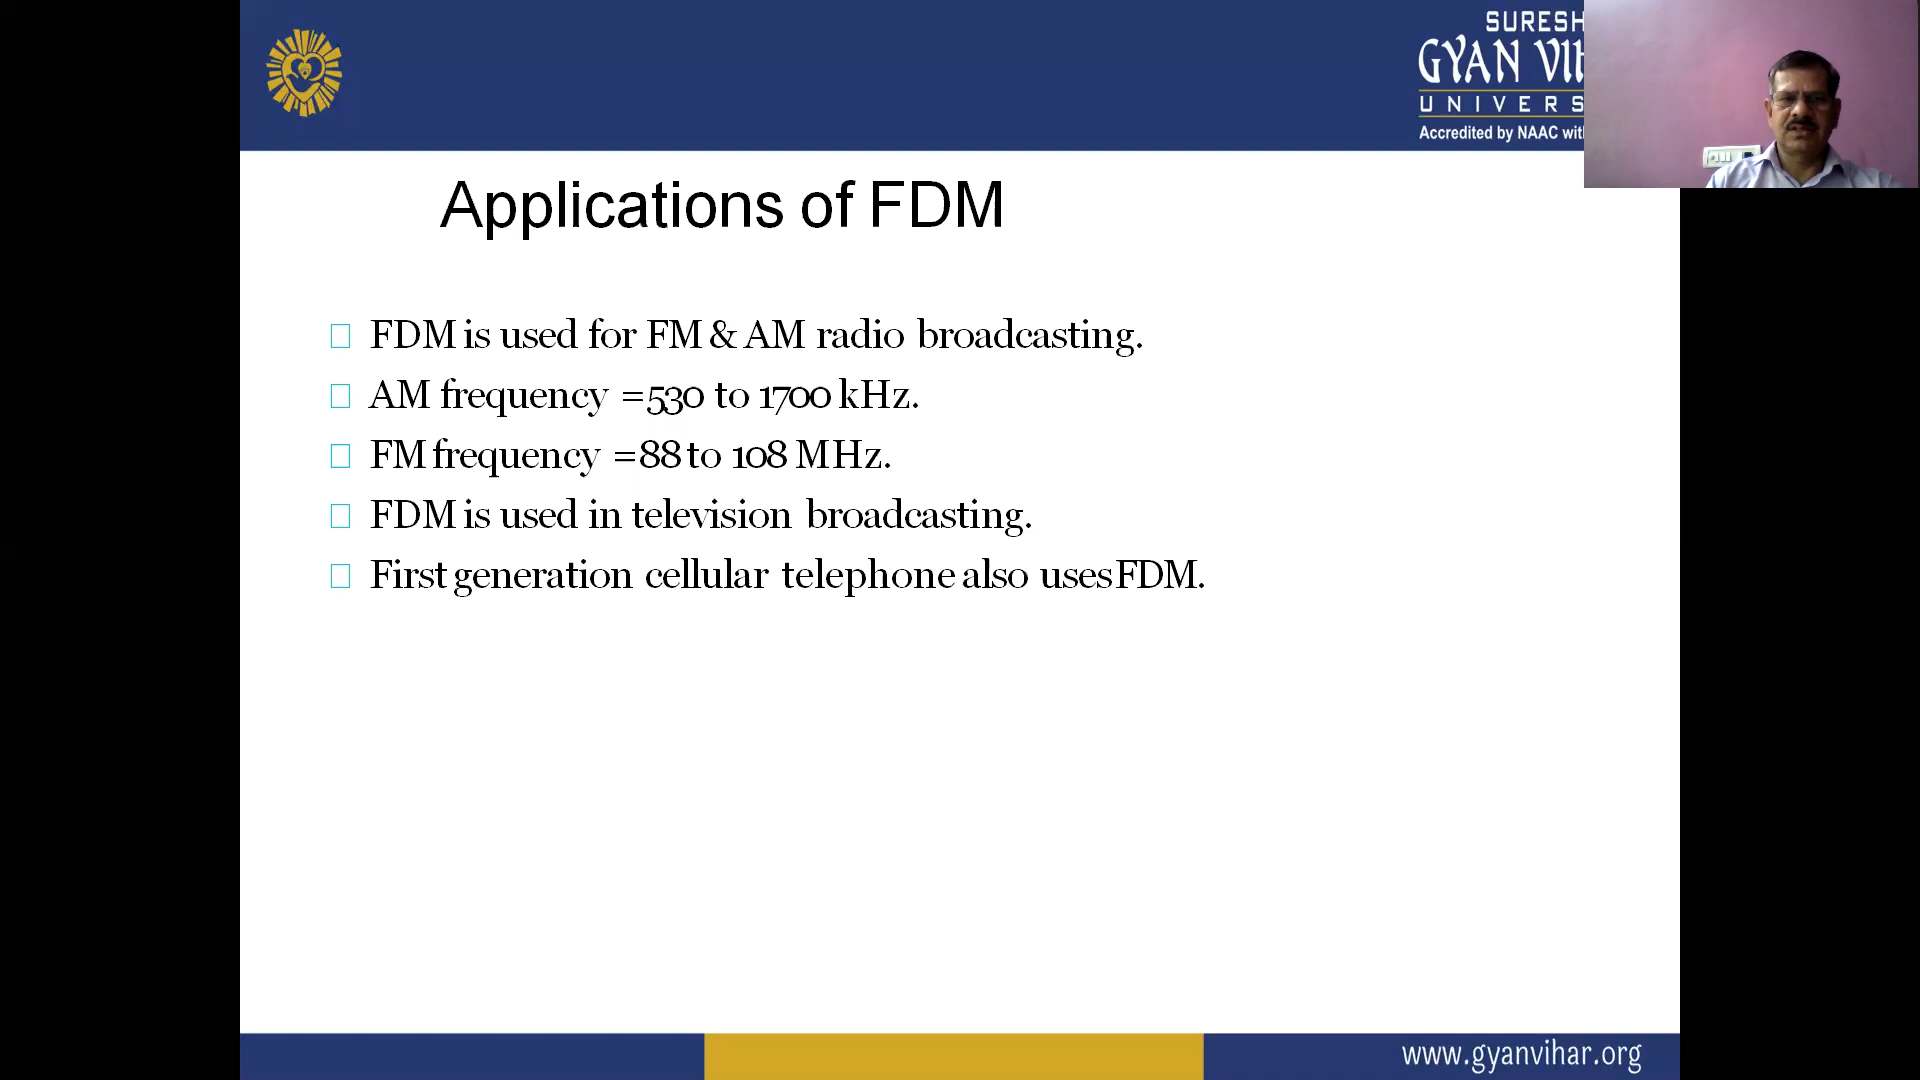 SURESH
GYAN
UNIVERS
Accredited by NAAC
Applications of FDM
FDM is used for FM & AM radio broadcasting.
AM frequency =530 to 1700 kHz.
FM frequency =88 to 108 MHz.
FDM is used in television broadcasting.
First generation cellular telephone also uses FDM.
www.gyanvihar.org